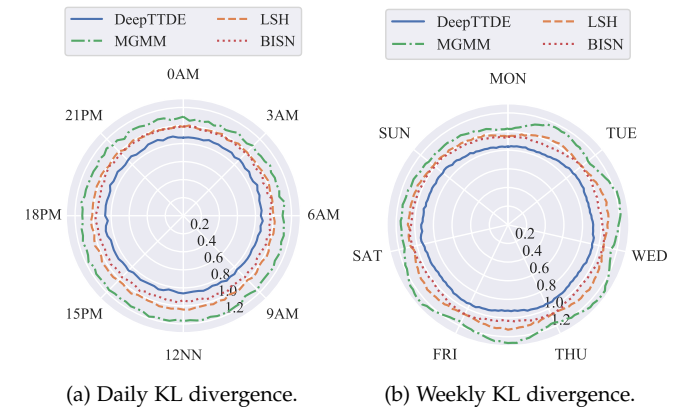 DeepTTDE
LSH
MGMM
BISN
0AM
21PM
3AM
18PM
6AM
0.2
0.4
0.6
0.8
1.0
1.2
15PM
9AM
12NN
(a) Daily KL divergence.
DeepTTDE
LSH
MGMM
BISN
MON
SUN
TUE
0.2
0.4
0.6
0.8
1.0
1.2
SAT
WED
FRI
THU
(b) Weekly KL divergence.